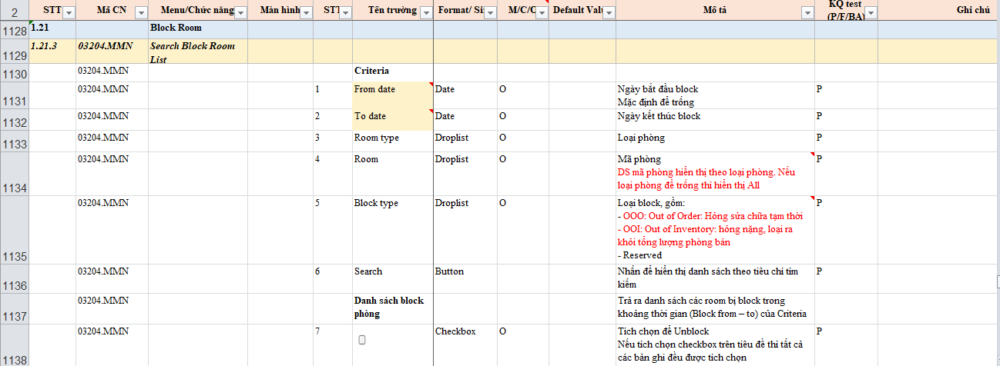 2 STT Mã CN Menu/Chức năng Màn hình STT Tên trường Format/ Si M/C/O Default Valu Mô tả KQ test (P/F/BA) Ghi chú
1128 1.21 Block Room
1129 1.21.3 03204.MMN Search Block Room
List
1130 03204.MMN Criteria
1131 03204.MMN 1 From date Date O Ngày bắt đầu block P
Mặc định để trống
1132 03204.MMN 2 To date Date O Ngày kết thúc block P
1133 03204.MMN 3 Room type Droplist O Loại phòng P
1134 03204.MMN 4 Room Droplist O Mã phòng P
DS mã phòng hiển thị theo loại phòng. Nếu
loại phòng để trống thì hiển thị All
1135 03204.MMN 5 Block type Droplist O Loại block, gồm: P
- OOO: Out of Order: Hỏng sửa chữa tạm thời
- OOI: Out of Inventory: hỏng nặng, loại ra
khỏi tổng lượng phòng bán
- Reserved
1136 03204.MMN 6 Search Button Nhấn để hiển thị danh sách theo tiêu chí tìm P
kiếm
1137 03204.MMN Danh sách block Trả ra danh sách các room bị block trong
phòng khoảng thời gian (Block from – to) của Criteria
1138 03204.MMN 7 Checkbox O Tích chọn để Unblock P
Nếu tích chọn checkbox trên tiêu đề thì tất cả
các bản ghi đều được tích chọn